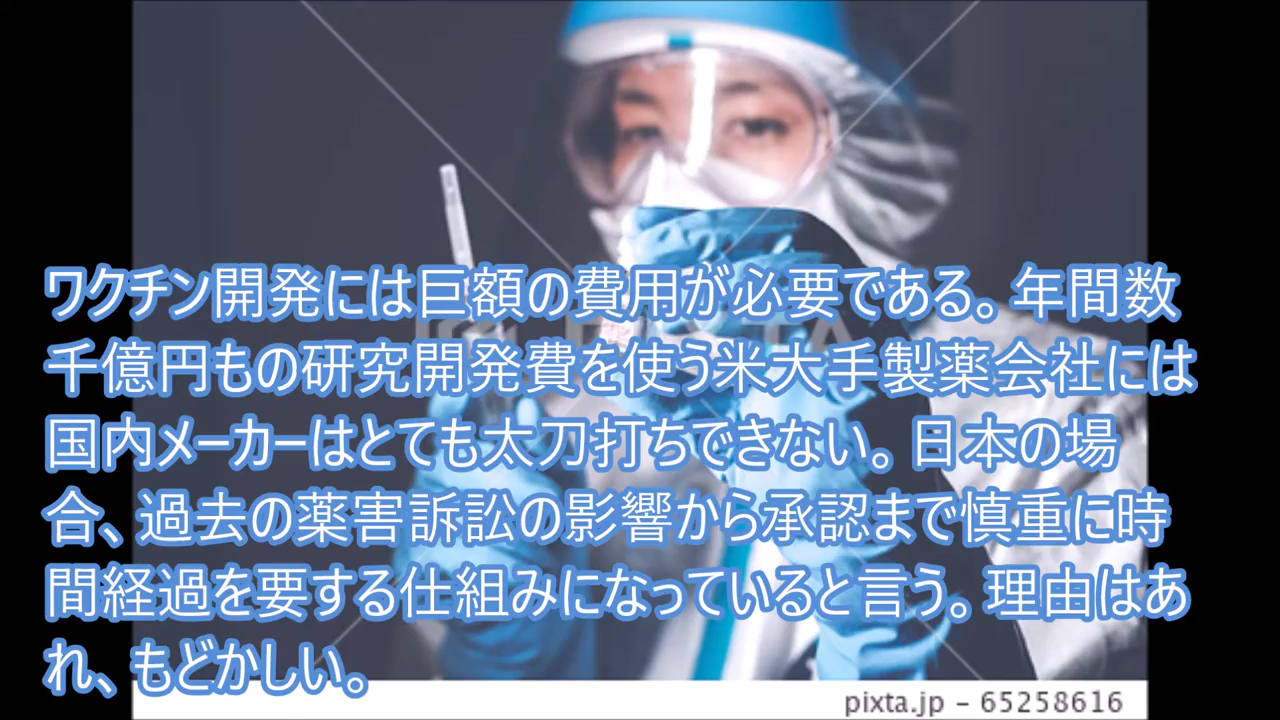 ワクチン開発には巨額の費用が必要である。年間数
千億円もの研究開発費を使う米大手製薬会社には
国内メーカーはとても太刀打ちできない。日本の場
合、過去の薬害訴訟の影響から承認まで慎重に時
間経過を要する仕組みになっていると言う。理由はあ
れ、もどかしい。
pixta.jp - 65258616